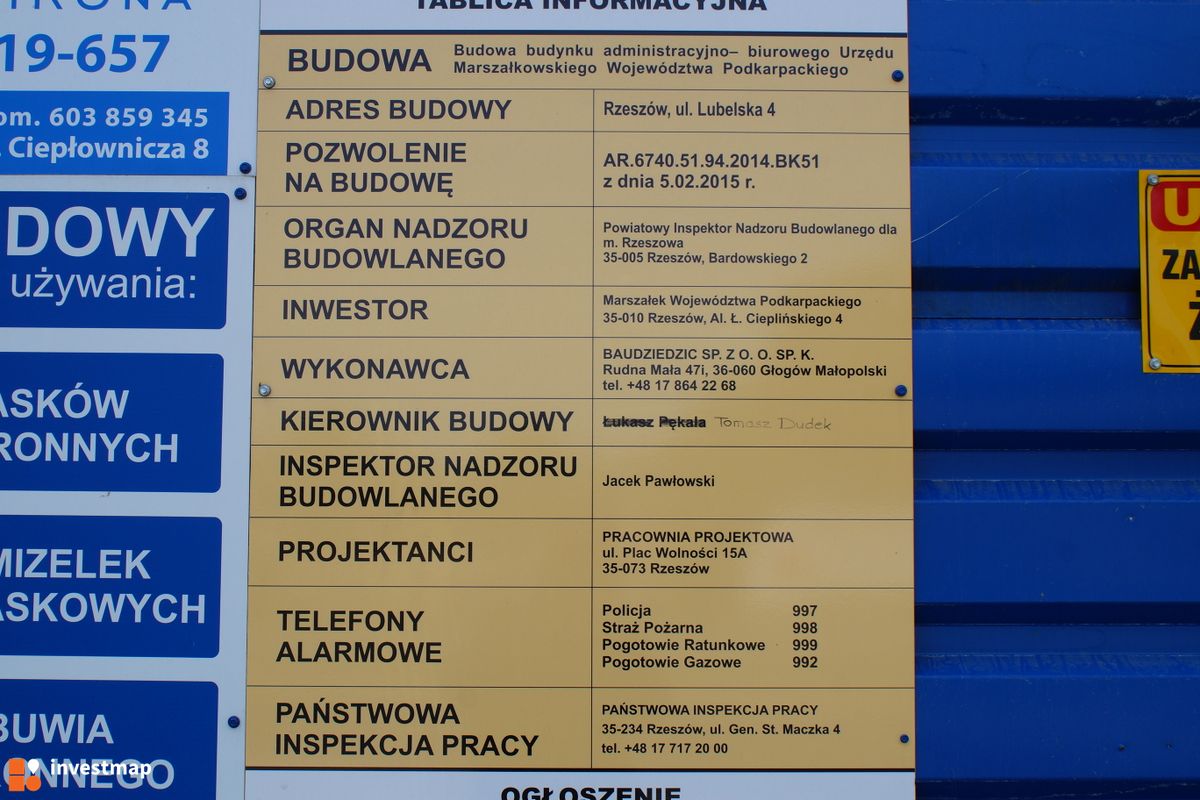 TRONA
19-657
om. 603 859 345
. Ciepłownicza 8
DOWY
używania:
ASKÓW
RONNYCH
MIZELEK
ASKOWYCH
BUWIA
ONNEGO
TABLICA INFORMACYJNA
BUDOWA
Budowa budynku administracyjno– biurowego Urzędu
Marszałkowskiego Województwa Podkarpackiego
ADRES BUDOWY
Rzeszów, ul. Lubelska 4
POZWOLENIE
NA BUDOWĘ
AR.6740.51.94.2014.BK51
z dnia 5.02.2015 r.
ORGAN NADZORU
BUDOWLANEGO
Powiatowy Inspektor Nadzoru Budowlanego dla
m. Rzeszowa
35-005 Rzeszów, Bardowskiego 2
INWESTOR
Marszałek Województwa Podkarpackiego
35-010 Rzeszów, Al. Ł. Cieplińskiego 4
WYKONAWCA
BAUDZIEDZIC SP. Z O. O. SP. K.
Rudna Mała 47i, 36-060 Głogów Małopolski
tel. +48 17 864 22 68
KIEROWNIK BUDOWY
Łukasz Pękala Tomasz Dudek
INSPEKTOR NADZORU
BUDOWLANEGO
Jacek Pawłowski
PROJEKTANCI
PRACOWNIA PROJEKTOWA
ul. Plac Wolności 15A
35-073 Rzeszów
TELEFONY
ALARMOWE
Policja 997
Straż Pożarna 998
Pogotowie Ratunkowe 999
Pogotowie Gazowe 992
PAŃSTWOWA
INSPEKCJA PRACY
PAŃSTWOWA INSPEKCJA PRACY
35-234 Rzeszów, ul. Gen. St. Maczka 4
tel. +48 17 717 20 00
OGŁOSZENIE
U
ZA
Ż
investmap